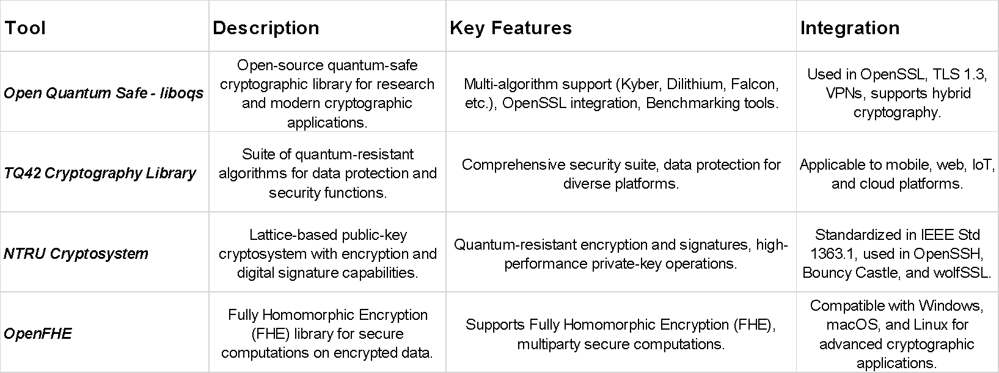 Tool
Description
Key Features
Integration
Open Quantum Safe - liboqs
Open-source quantum-safe
cryptographic library for research
and modern cryptographic
applications.
Multi-algorithm support (Kyber, Dilithium, Falcon,
etc.), OpenSSL integration, Benchmarking tools.
Used in OpenSSL, TLS 1.3,
VPNs, supports hybrid
cryptography.
TQ42 Cryptography Library
Suite of quantum-resistant
algorithms for data protection and
security functions.
Comprehensive security suite, data protection for
diverse platforms.
Applicable to mobile, web, IoT,
and cloud platforms.
NTRU Cryptosystem
Lattice-based public-key
cryptosystem with encryption and
digital signature capabilities.
Quantum-resistant encryption and signatures, high-
performance private-key operations.
Standardized in IEEE Std
1363.1, used in OpenSSH,
Bouncy Castle, and wolfSSL.
OpenFHE
Fully Homomorphic Encryption
(FHE) library for secure
computations on encrypted data.
Supports Fully Homomorphic Encryption (FHE),
multiparty secure computations.
Compatible with Windows,
macOS, and Linux for
advanced cryptographic
applications.